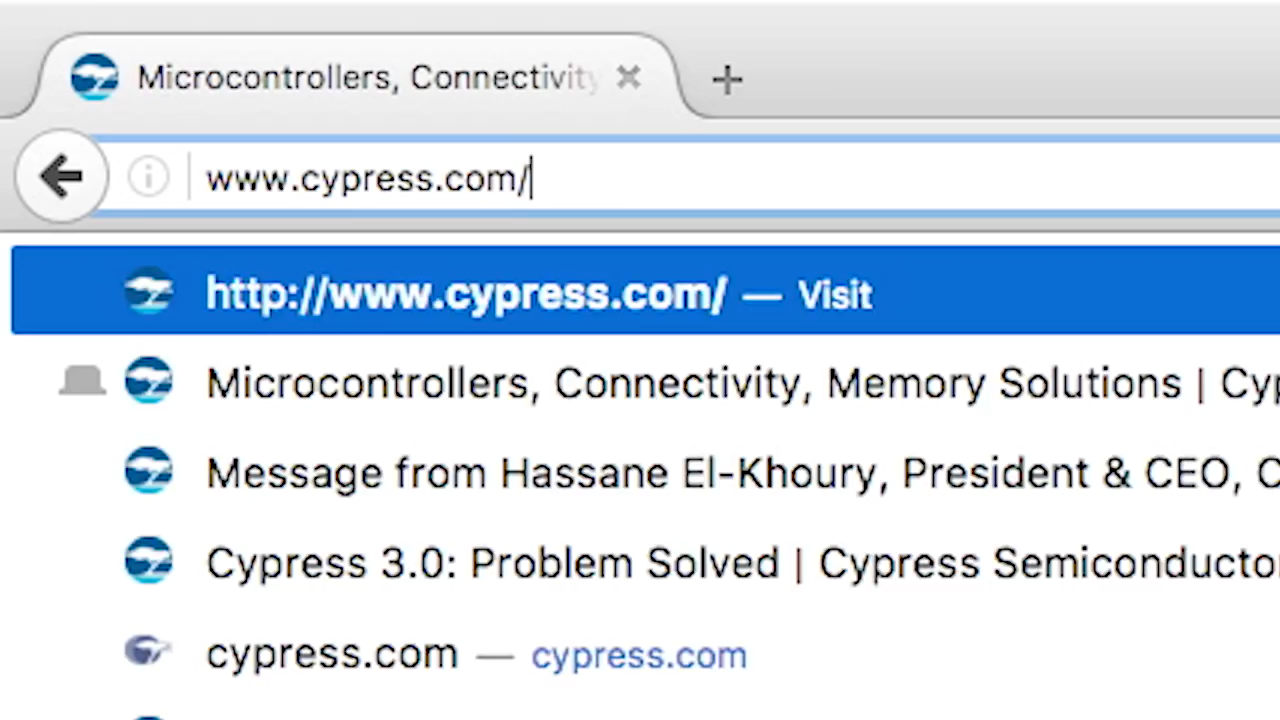 Microcontrollers, Connectivity
www.cypress.com/
http://www.cypress.com/ — Visit
Microcontrollers, Connectivity, Memory Solutions | Cyp
Message from Hassane El-Khoury, President & CEO, C
Cypress 3.0: Problem Solved | Cypress Semiconducto
cypress.com — cypress.com